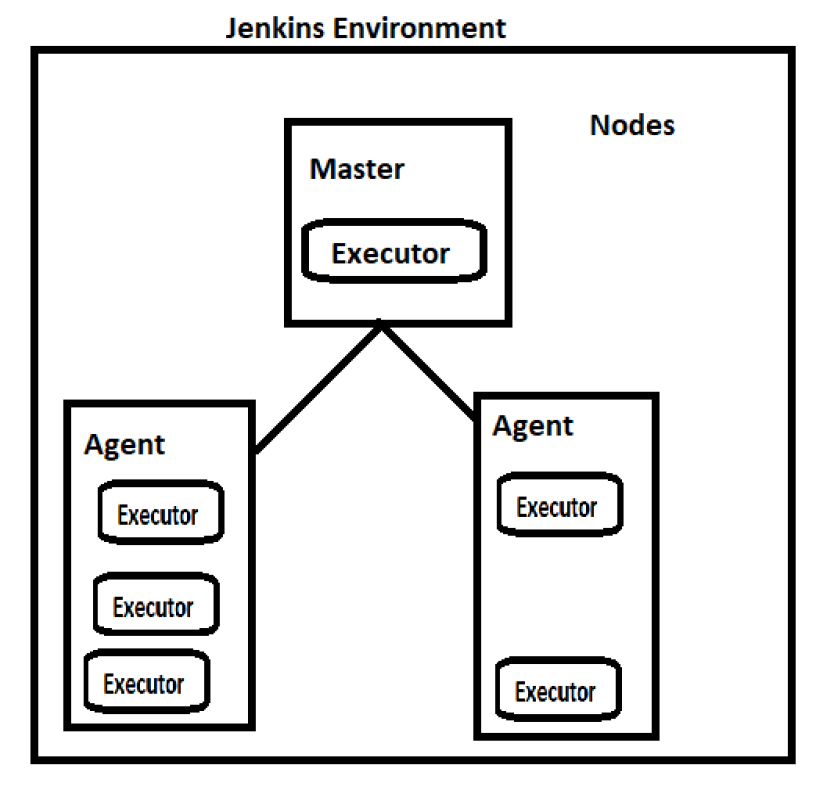 Jenkins Environment
Nodes
Master
Executor
Agent
Executor
Executor
Executor
Agent
Executor
Executor